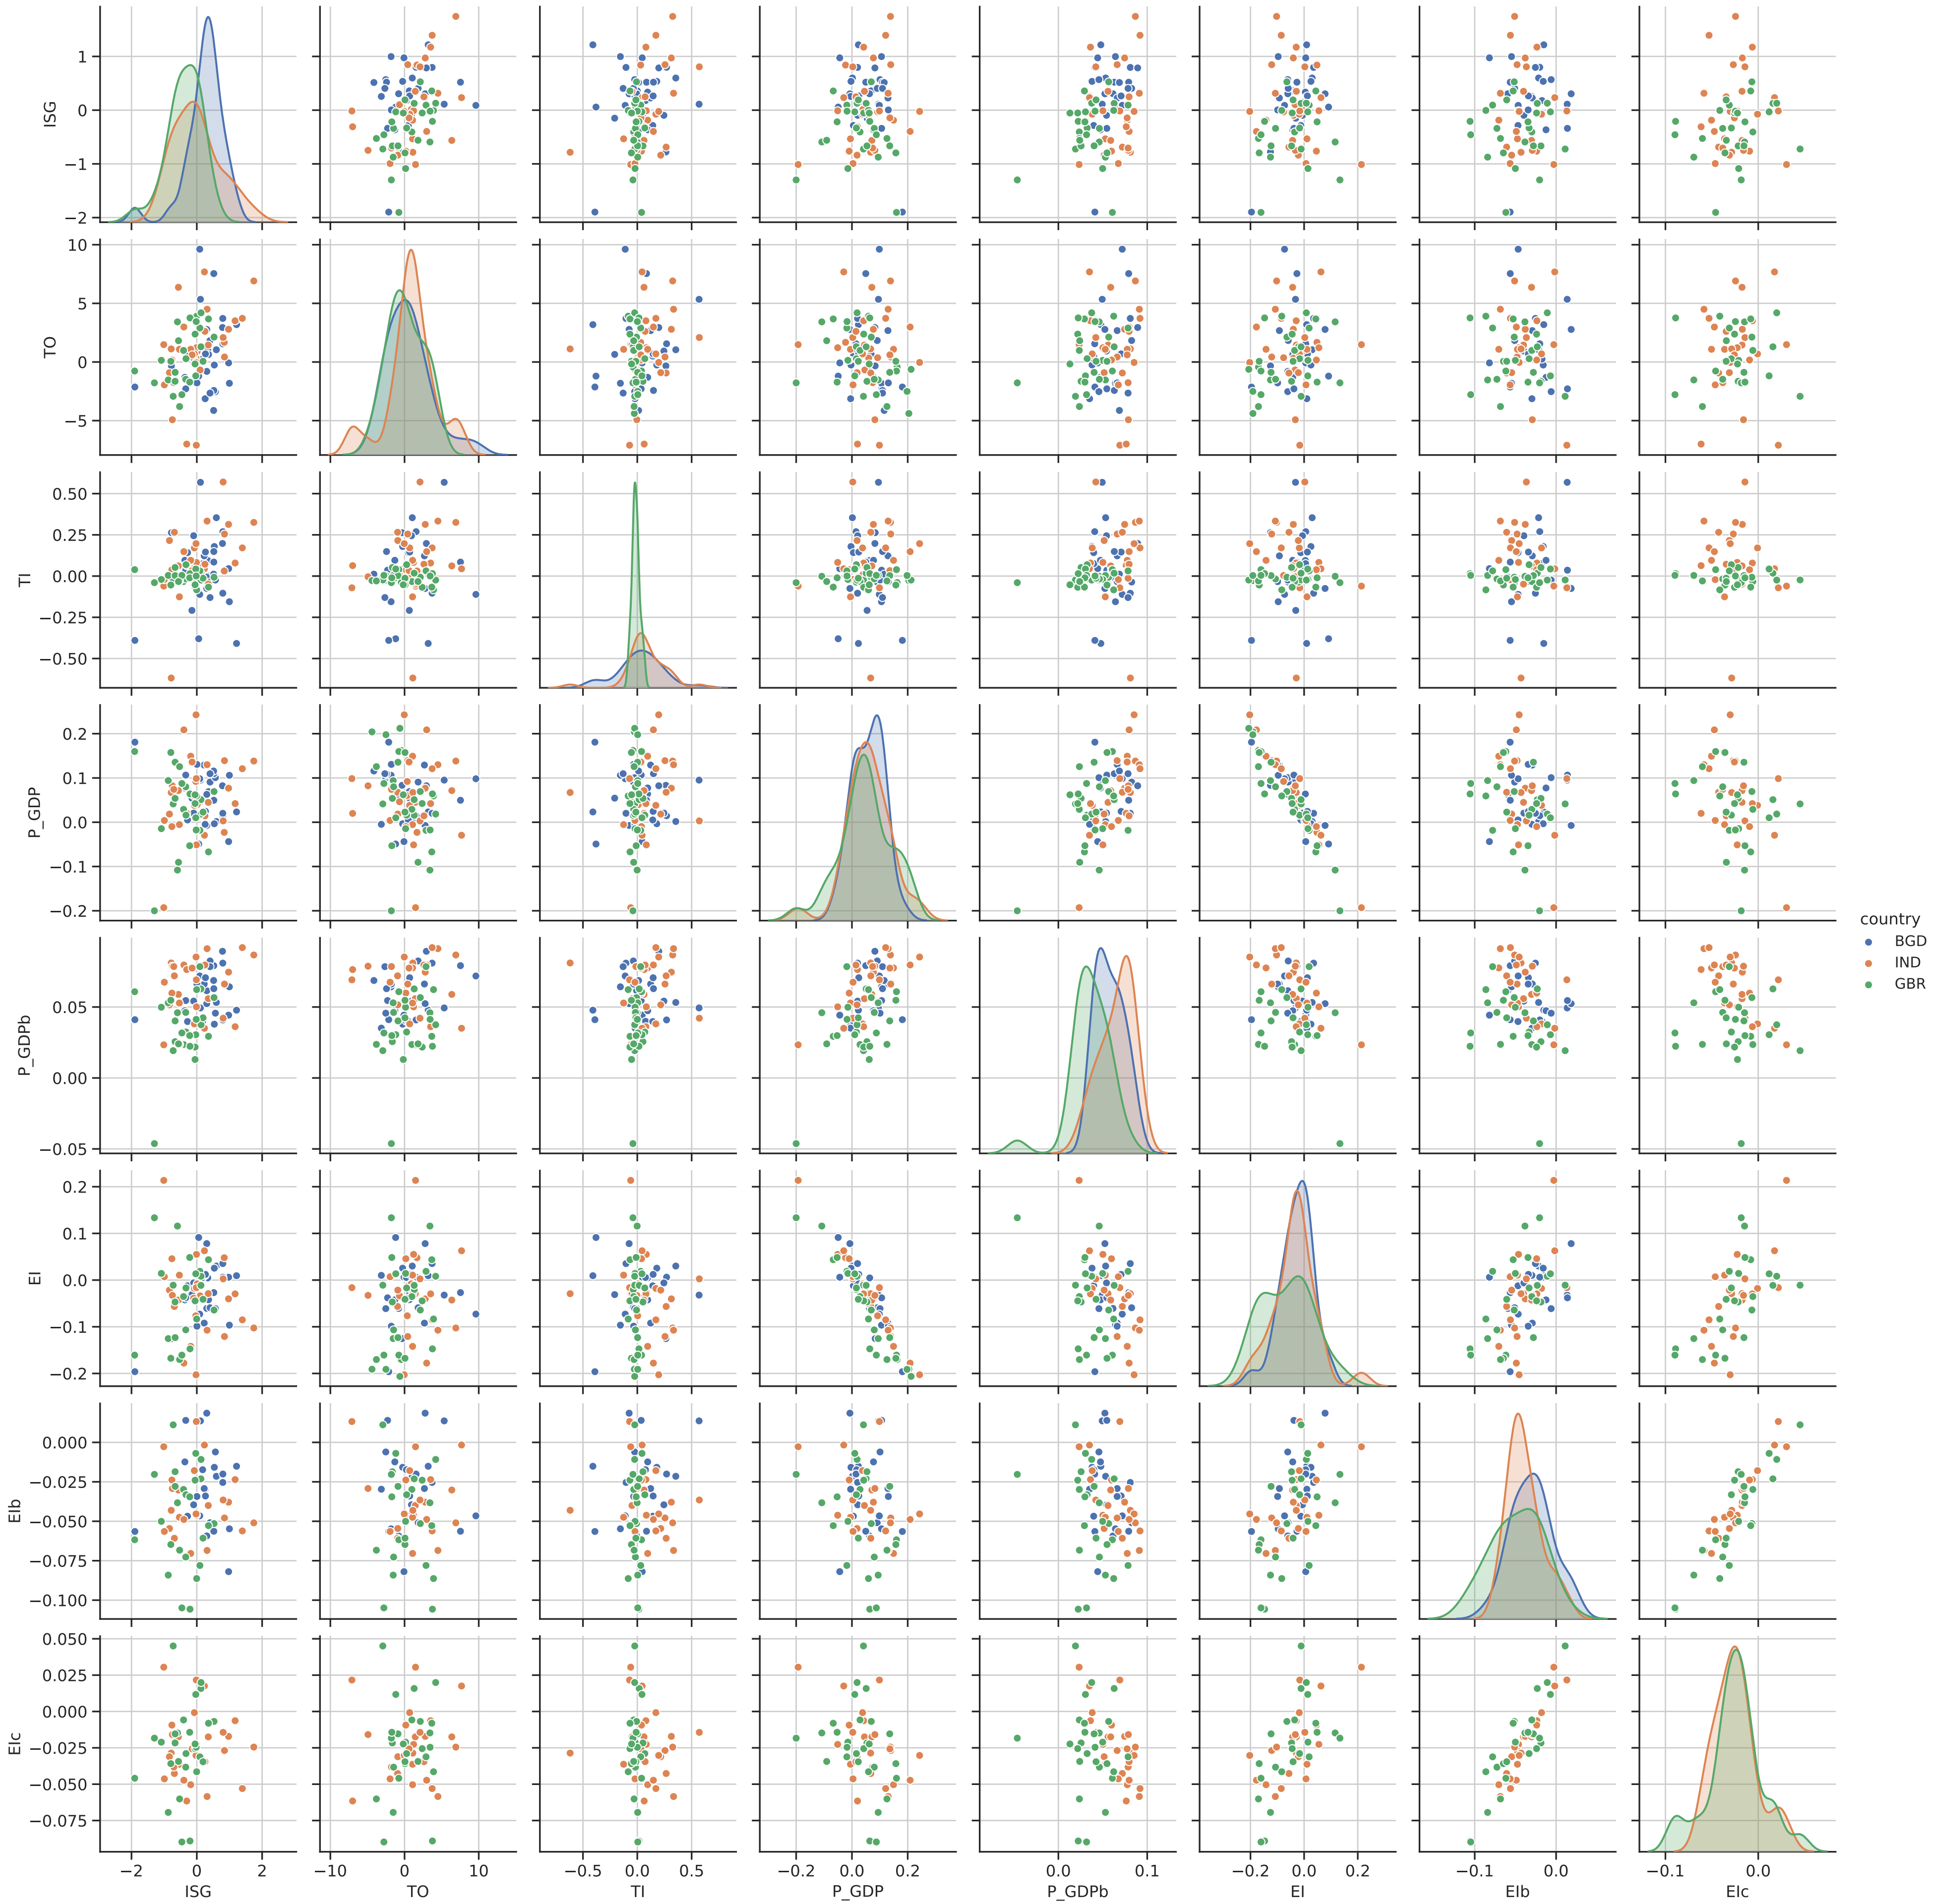 1
0
−1
−2
ISG
10
5
0
−5
TO
0.50
0.25
0.00
−0.25
−0.50
TI
0.2
0.1
0.0
−0.1
−0.2
P_GDP
0.05
0.00
−0.05
P_GDPb
0.2
0.1
0.0
−0.1
−0.2
EI
0.000
−0.025
−0.050
−0.075
−0.100
EIb
0.050
0.025
0.000
−0.025
−0.050
−0.075
EIc
−2 0 2
ISG
−10 0 10
TO
−0.5 0.0 0.5
TI
−0.2 0.0 0.2
P_GDP
0.0 0.1
P_GDPb
−0.2 0.0 0.2
EI
−0.1 0.0
EIb
−0.1 0.0
EIc
country
BGD
IND
GBR